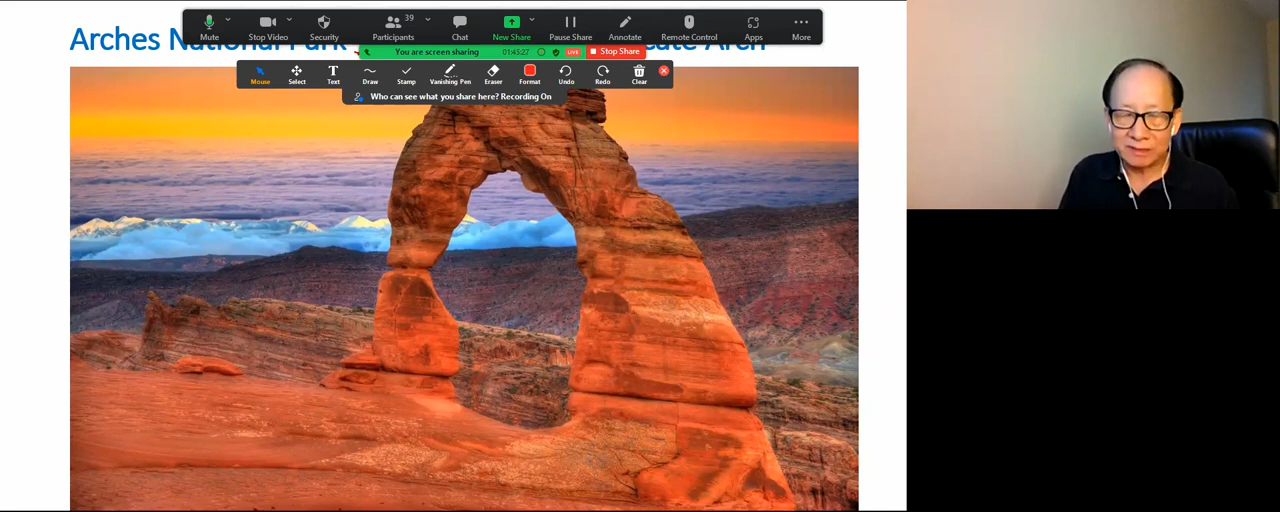 39
Mute
Stop Video
Security
Participants
Chat
New Share
Pause Share
Annotate
Remote Control
Apps
More
Arches National Park
Arch
You are screen sharing
01:45:27
LIVE
Stop Share
Mouse
Select
Text
Draw
Stamp
Vanishing Pen
Eraser
Format
Undo
Redo
Clear
Who can see what you share here? Recording On